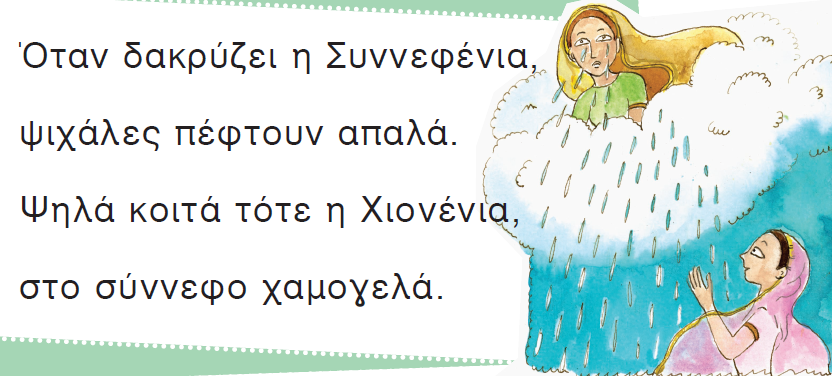 Όταν δακρύζει η Συννεφένια,
ψιχάλες πέφτουν απαλά.
Ψηλά κοιτά τότε η Χιονένια,
στο σύννεφο χαμογελά.